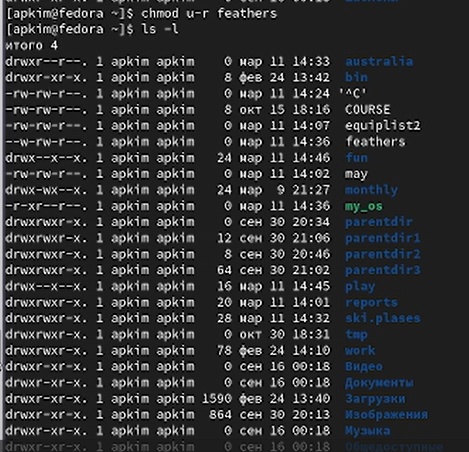 [apkim@fedora ~]$ chmod u-r feathers
[apkim@fedora ~]$ ls -l
итого 4
drwxr--r--. 1 apkim apkim 0 мар 11 14:33 australia
drwxr-xr-x. 1 apkim apkim 8 фев 24 13:42 bin
-rw-rw-r--. 1 apkim apkim 0 мар 11 14:24 '^C'
-rw-rw-r--. 1 apkim apkim 8 окт 15 18:16 COURSE
-rw-rw-r--. 1 apkim apkim 0 мар 11 14:07 equiplist2
--w-rw-r--. 1 apkim apkim 0 мар 11 14:36 feathers
drwx--x--x. 1 apkim apkim 24 мар 11 14:46 fun
-rw-rw-r--. 1 apkim apkim 0 мар 11 14:02 may
drwx-wx--x. 1 apkim apkim 24 мар 9 21:27 monthly
-r-xr--r--. 1 apkim apkim 0 мар 11 14:36 my_os
drwxrwxr-x. 1 apkim apkim 0 сен 30 20:34 parentdir
drwxrwxr-x. 1 apkim apkim 12 сен 30 21:06 parentdir1
drwxrwxr-x. 1 apkim apkim 8 сен 30 20:46 parentdir2
drwxrwxr-x. 1 apkim apkim 64 сен 30 21:02 parentdir3
drwx--x--x. 1 apkim apkim 16 мар 11 14:45 play
drwxrwxr-x. 1 apkim apkim 20 мар 11 14:01 reports
drwxrwxr-x. 1 apkim apkim 28 мар 11 14:32 ski.plases
drwxrwxr-x. 1 apkim apkim 0 окт 30 18:31 tmp
drwxrwxr-x. 1 apkim apkim 78 фев 24 14:10 work
drwxr-xr-x. 1 apkim apkim 0 сен 16 00:18 Видео
drwxr-xr-x. 1 apkim apkim 0 сен 16 00:18 Документы
drwxr-xr-x. 1 apkim apkim 1590 фев 24 13:40 Загрузки
drwxr-xr-x. 1 apkim apkim 864 сен 30 20:13 Изображения
drwxr-xr-x. 1 apkim apkim 0 сен 16 00:18 Музыка
drwxr-xr-x. 1 apkim apkim 0 сен 16 00:18 Общедоступные